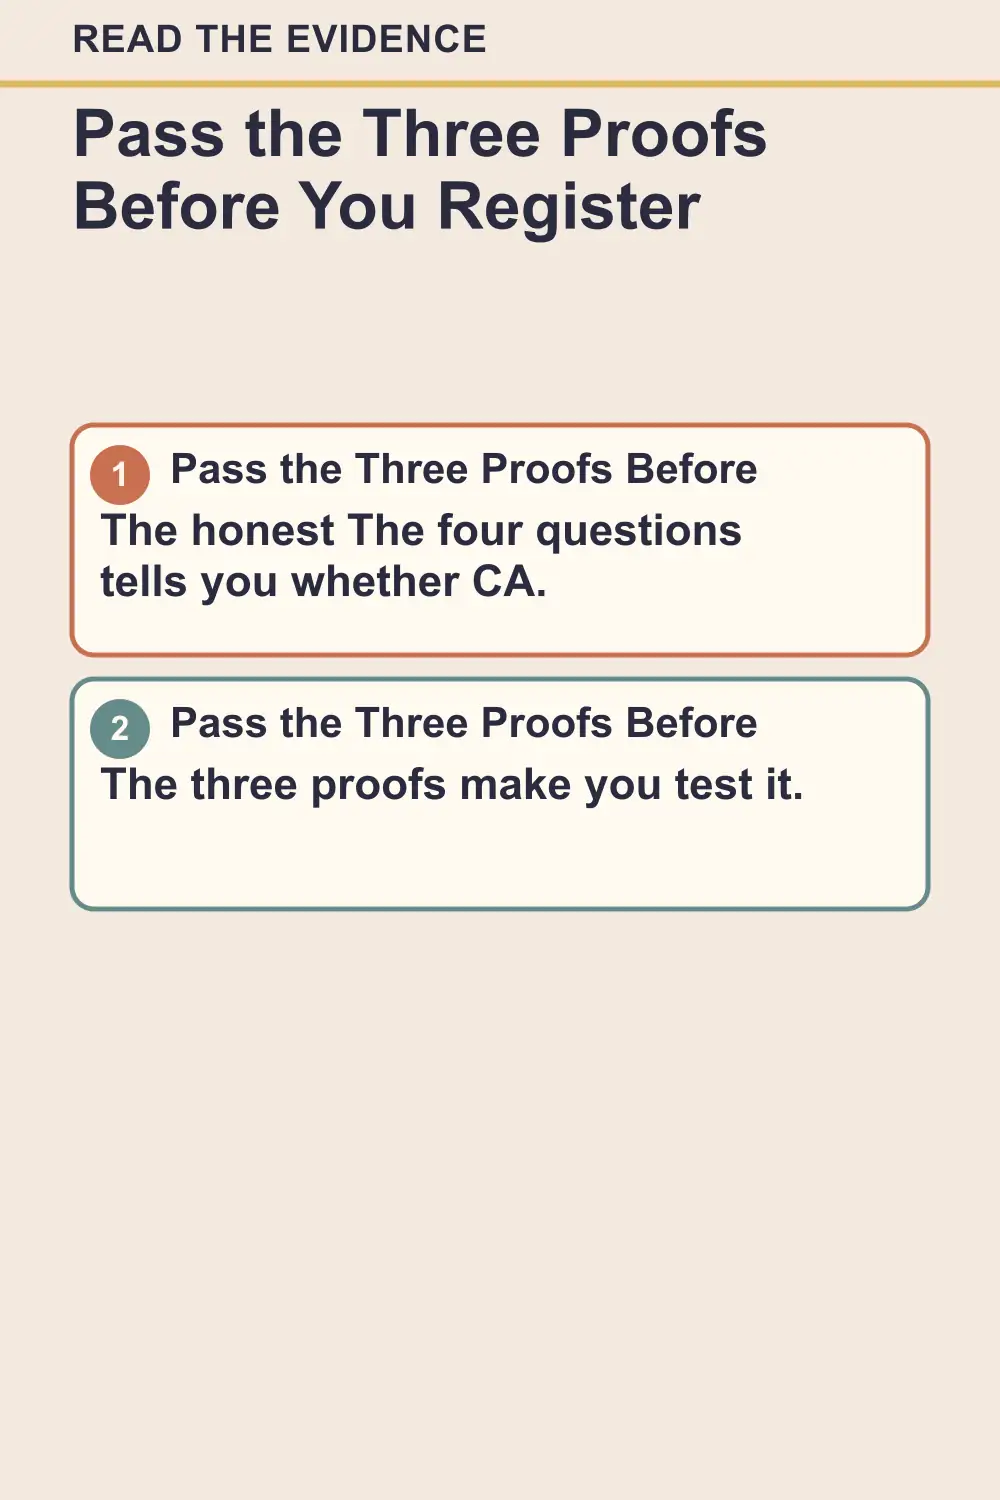 READ THE EVIDENCE
Pass the Three Proofs
Before You Register
1 Pass the Three Proofs Before
The honest The four questions
tells you whether CA.
2 Pass the Three Proofs Before
The three proofs make you test it.